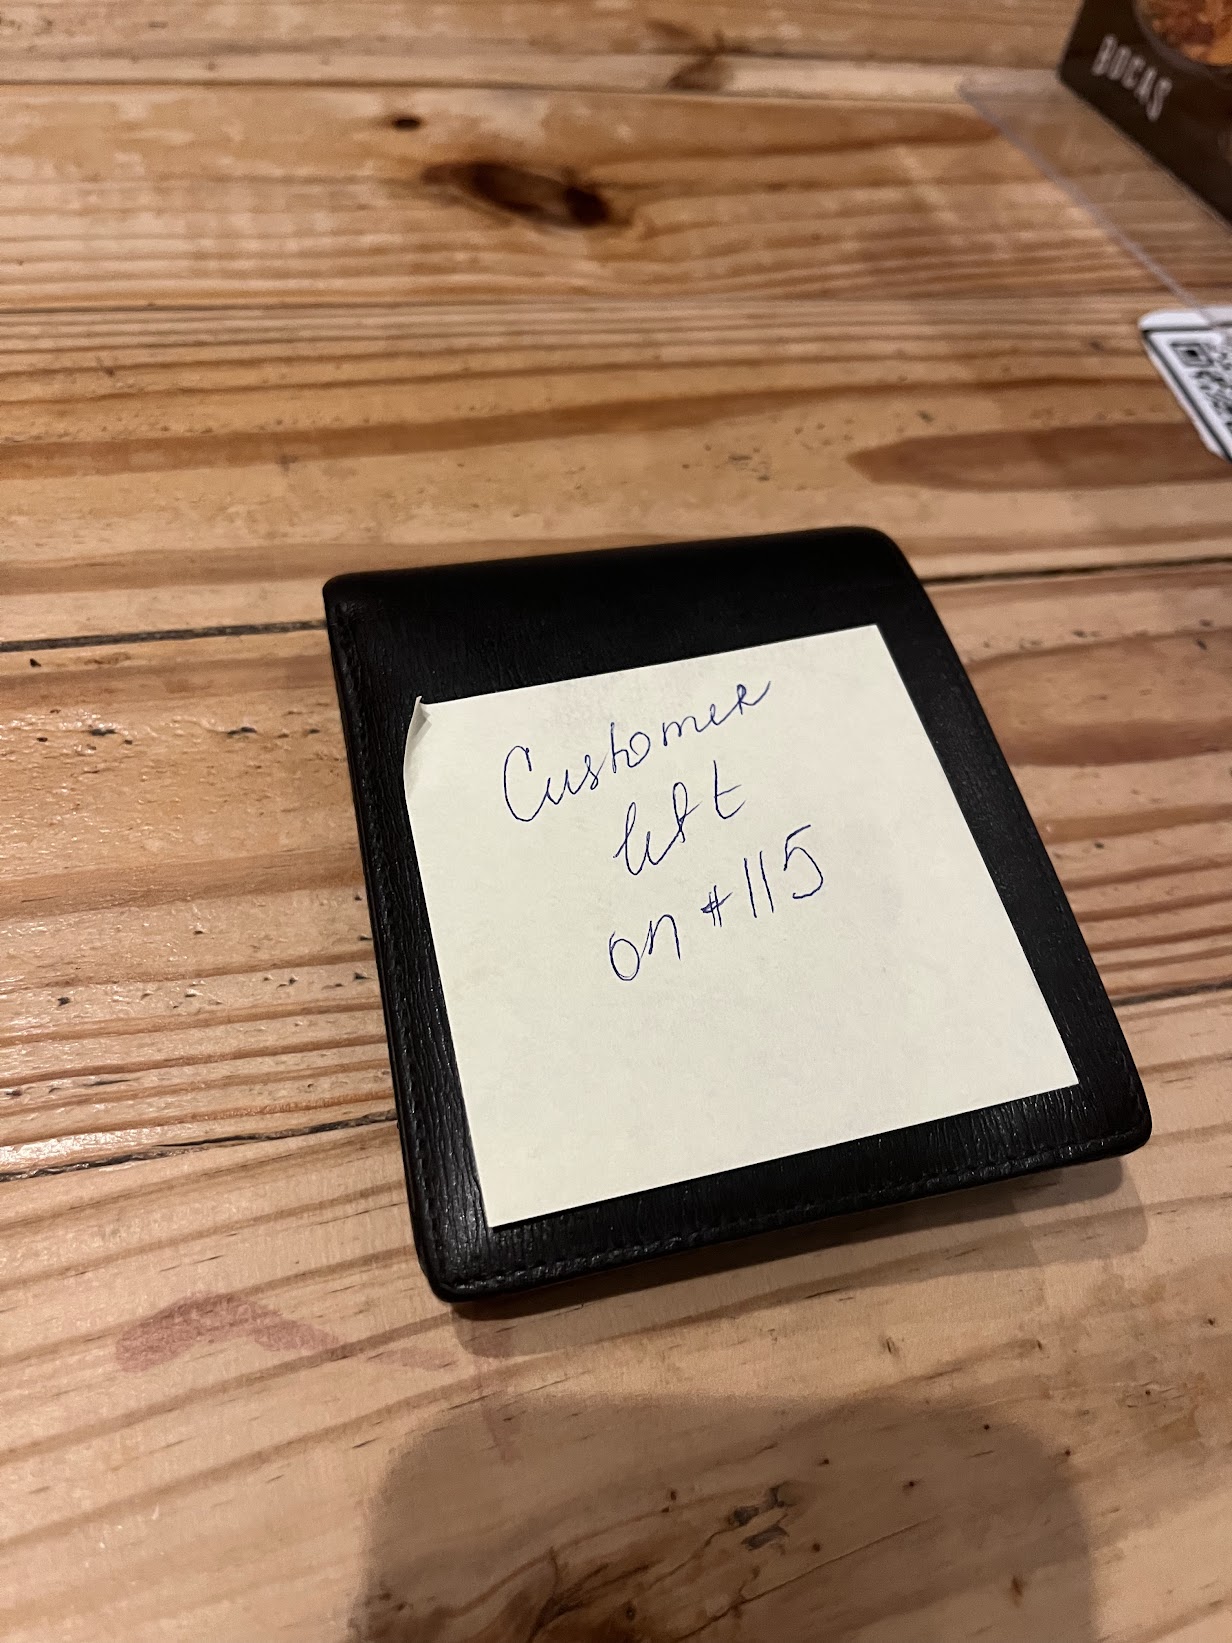 BOCAS
Customer
left
on #115